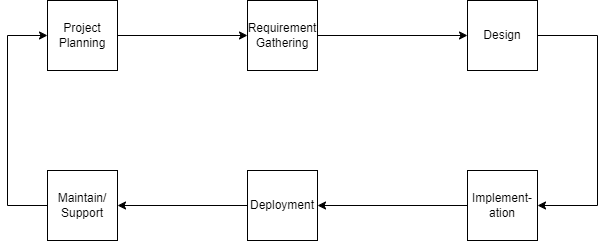 Project
Planning
Requirement
Gathering
Design
Maintain/
Support
Deployment
Implement-
ation